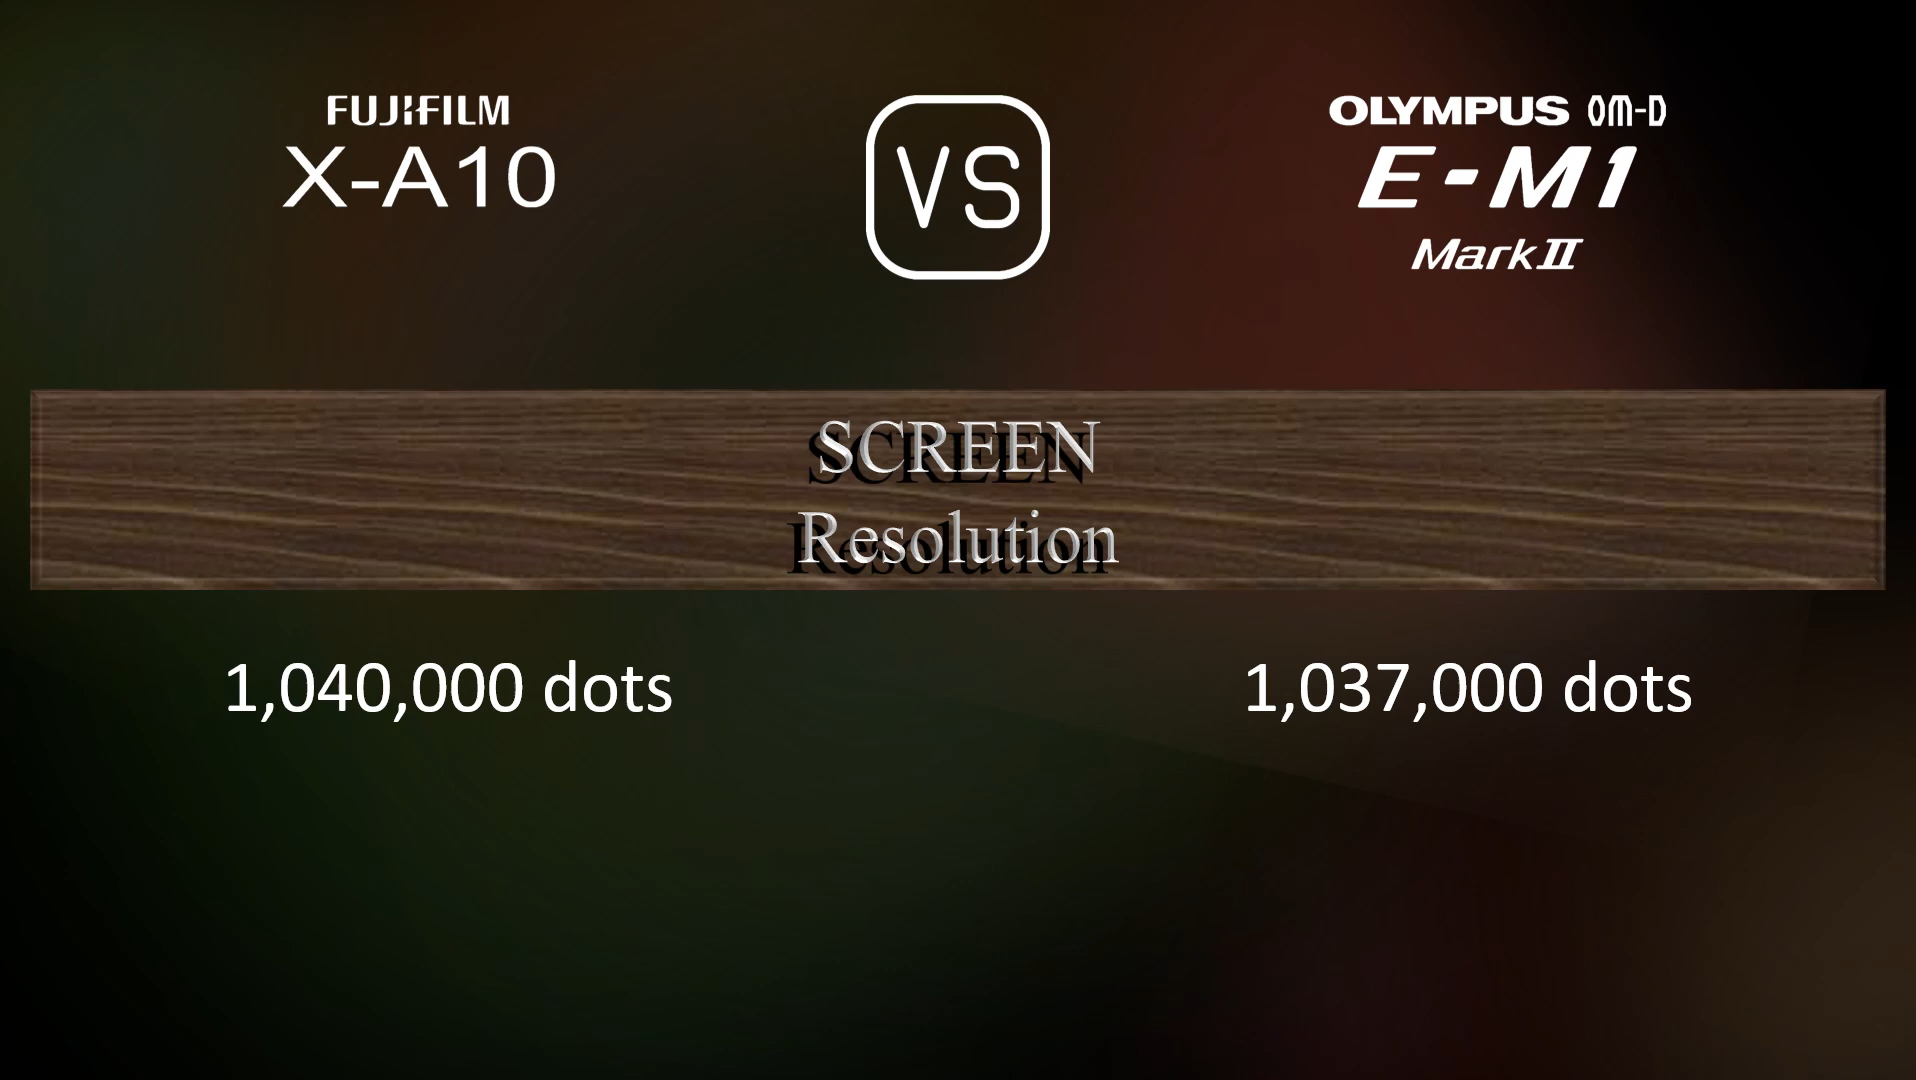 FUJIFILM
X-A10
VS
OLYMPUS OM-D
E-M1
Mark II
SCREEN
Resolution
1,040,000 dots
1,037,000 dots